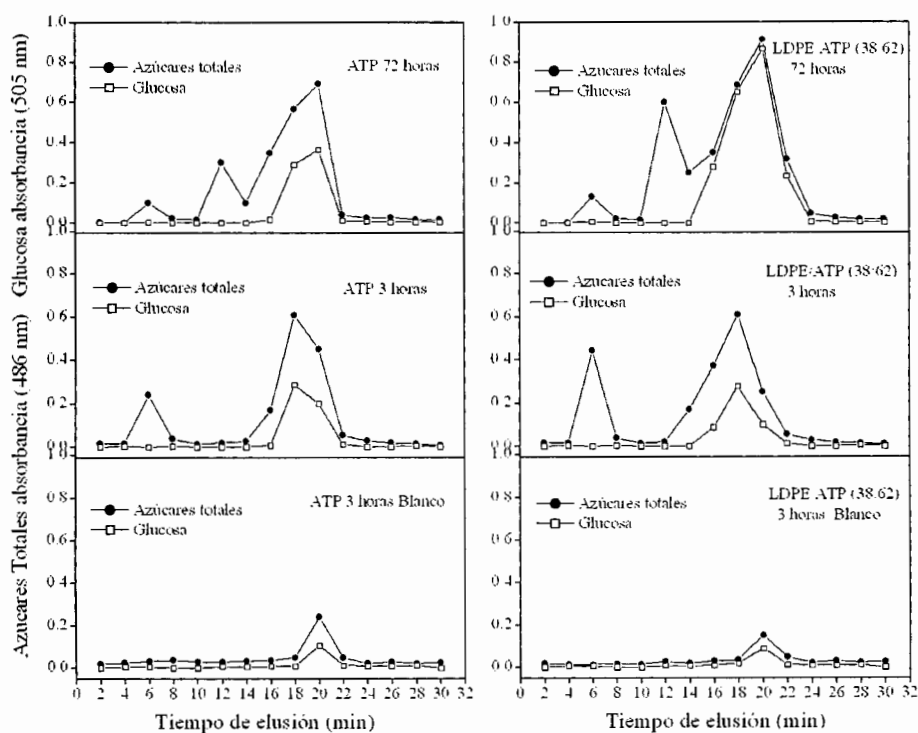 Azucares Totales absorbancia (486 nm) Glucosa absorbancia (505 nm)
1.0
0.8
0.6
0.4
0.2
0.0
Azúcares totales
Glucosa
ATP 72 horas
1.0
0.8
0.6
0.4
0.2
0.0
Azúcares totales
Glucosa
LDPE ATP (38 62)
72 horas
0.8
0.6
0.4
0.2
0.0
Azúcares totales
Glucosa
ATP 3 horas
0.8
0.6
0.4
0.2
0.0
Azúcares totales
Glucosa
LDPE/ATP (38:62)
3 horas
0.8
0.6
0.4
0.2
0.0
Azúcares totales
Glucosa
ATP 3 horas Blanco
0 2 4 6 8 10 12 14 16 18 20 22 24 26 28 30 32
Tiempo de elusión (min)
0.8
0.6
0.4
0.2
0.0
Azúcares totales
Glucosa
LDPE ATP (38:62)
3 horas Blanco
0 2 4 6 8 10 12 14 16 18 20 22 24 26 28 30 32
Tiempo de elusión (min)